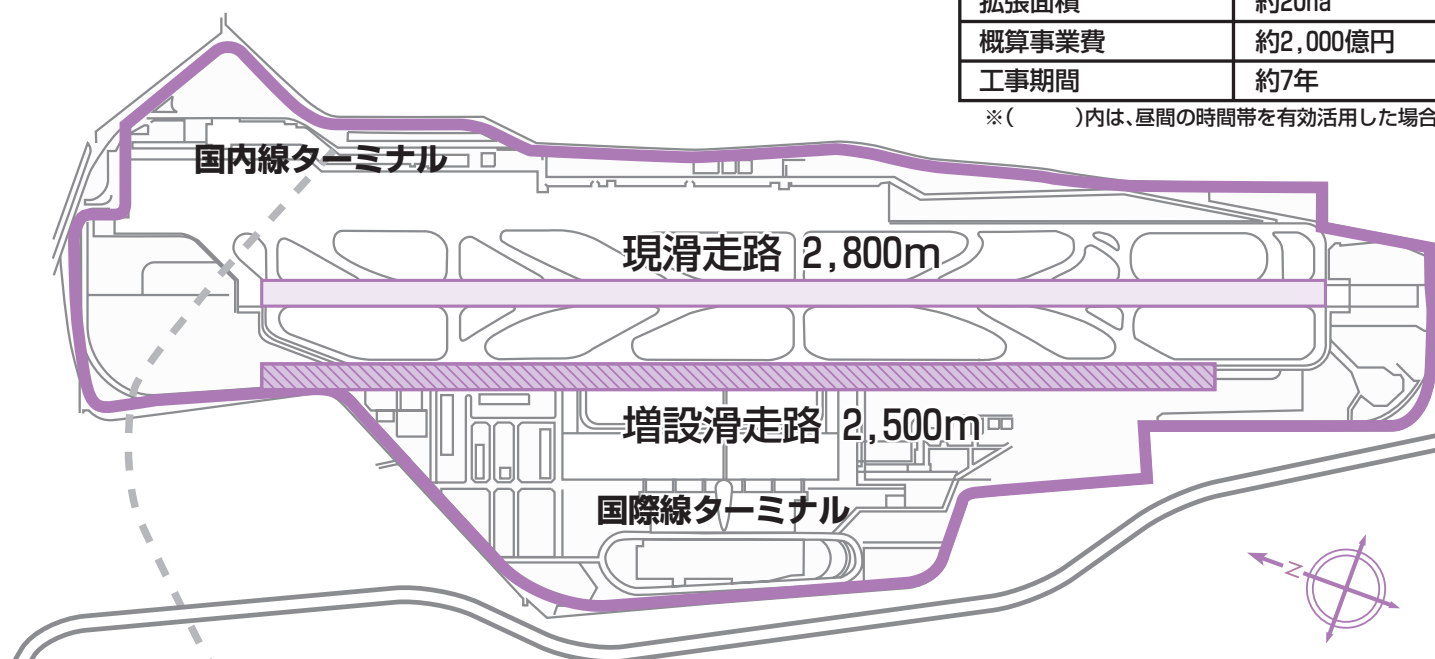 拡張面積 約20ha
概算事業費 約2,000億円
工事期間 約7年
※( )内は、昼間の時間帯を有効活用した場合
国内線ターミナル
現滑走路 2,800m
増設滑走路 2,500m
国際線ターミナル
N